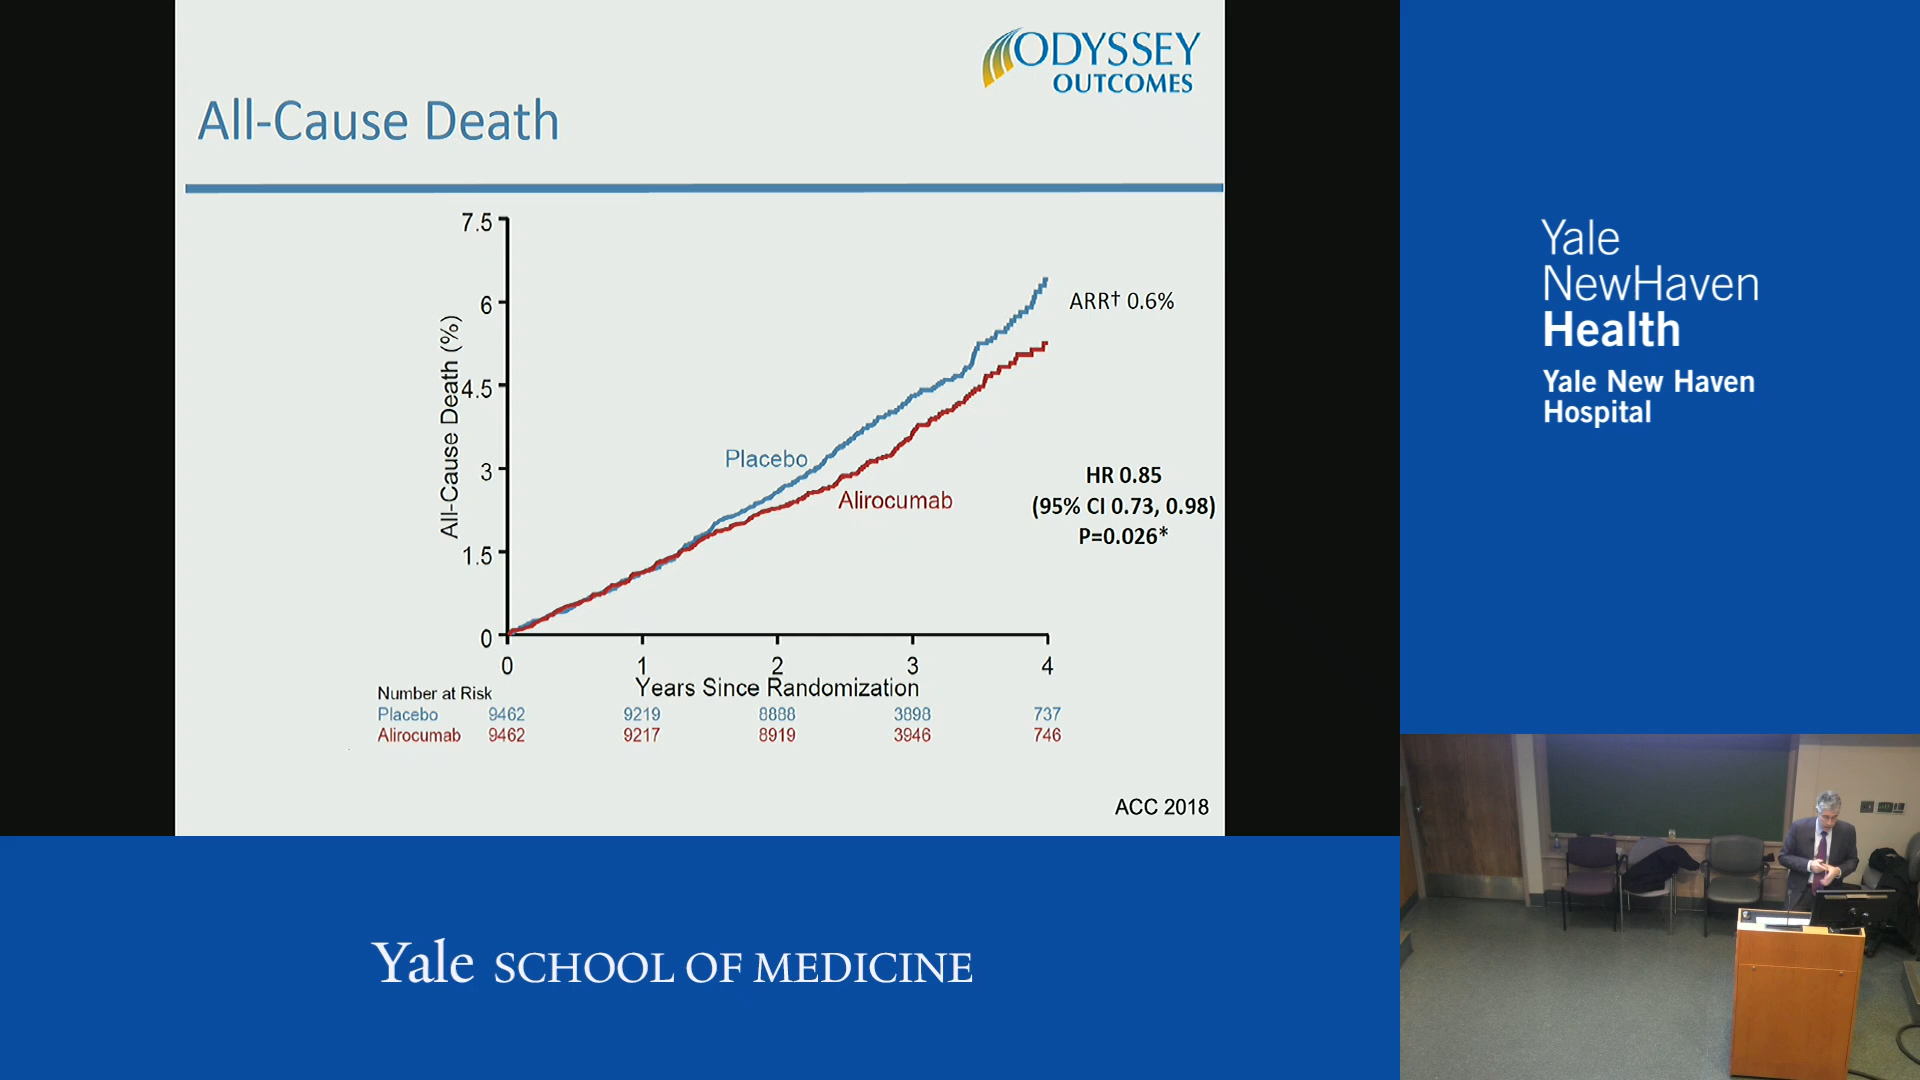 ODYSSEY
OUTCOMES
All-Cause Death
7.5
6
4.5
3
1.5
0
All-Cause Death (%)
ARR† 0.6%
Placebo
Alirocumab
HR 0.85
(95% CI 0.73, 0.98)
P=0.026*
0 1 2 3 4
Years Since Randomization
Number at Risk
Placebo 9462 9219 8888 3898 737
Alirocumab 9462 9217 8919 3946 746
ACC 2018
Yale
NewHaven
Health
Yale New Haven
Hospital
Yale SCHOOL OF MEDICINE